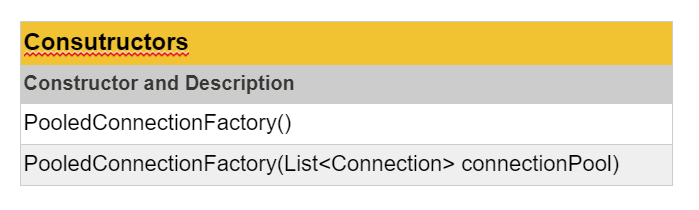 Consutructors
Constructor and Description
PooledConnectionFactory()
PooledConnectionFactory(List<Connection> connectionPool)